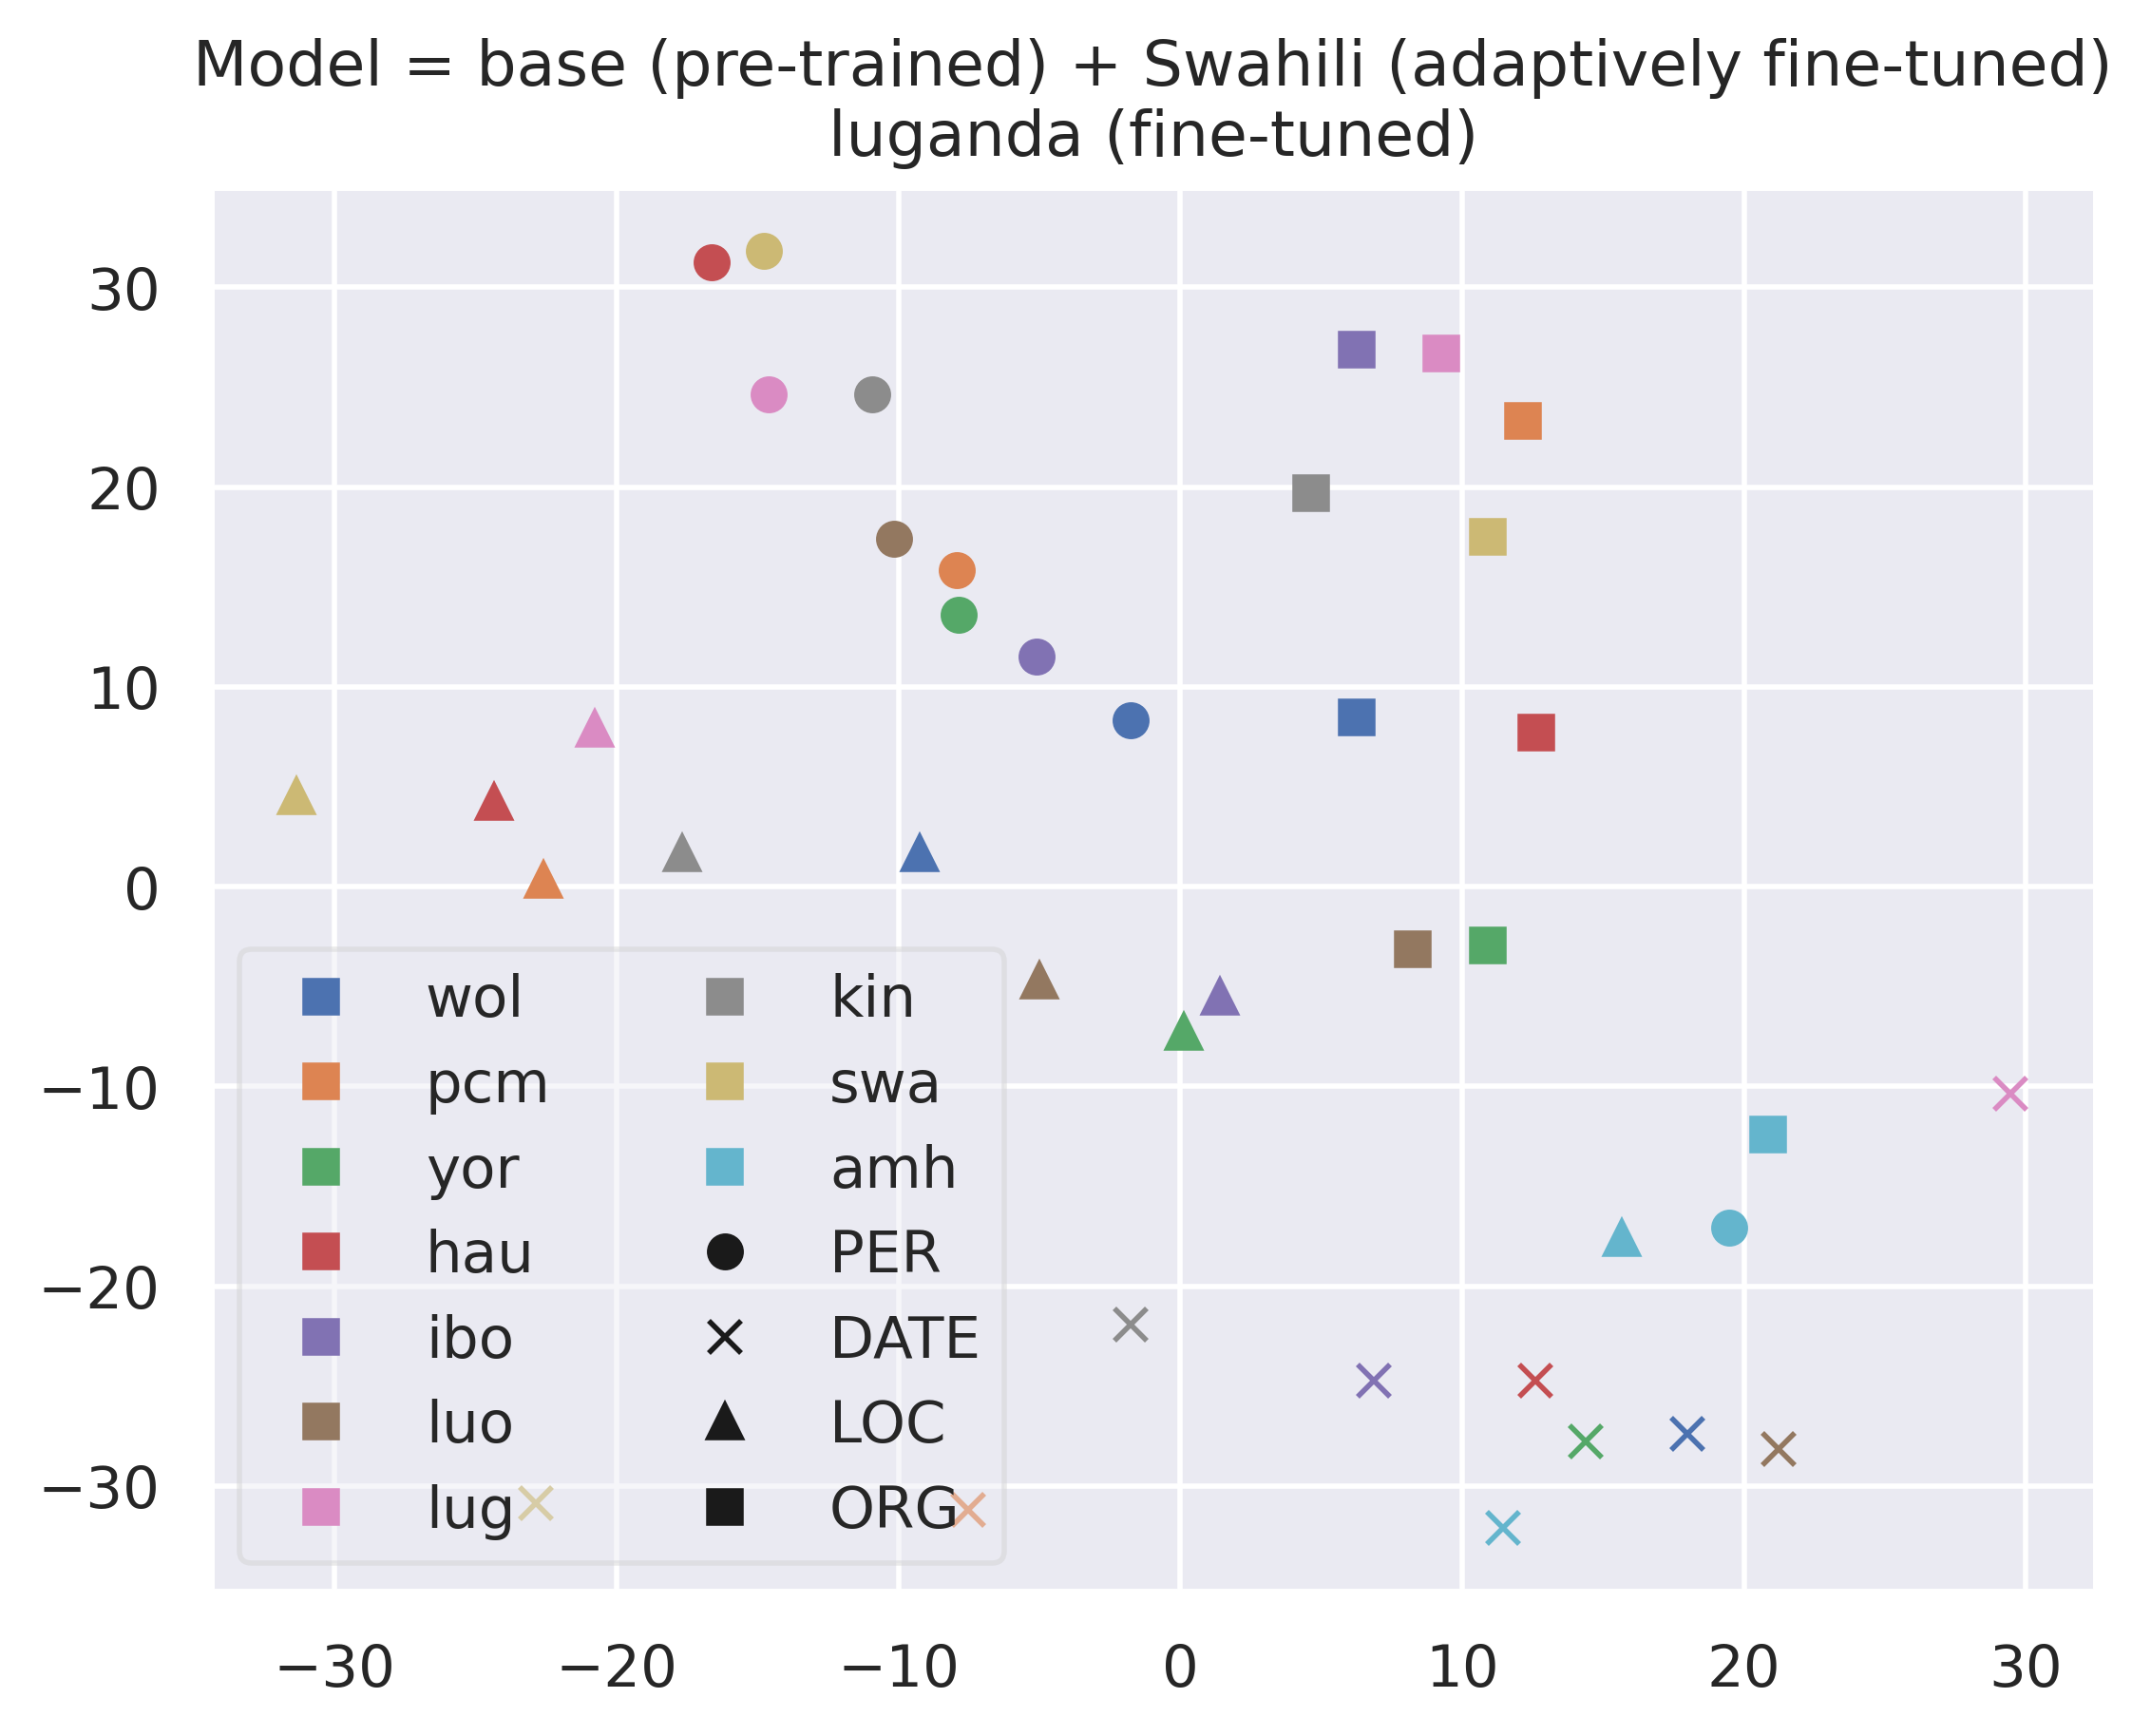 Model = base (pre-trained) + Swahili (adaptively fine-tuned)
luganda (fine-tuned)
30
20
10
0
−10
−20
−30
wol
pcm
yor
hau
ibo
luo
lug
kin
swa
amh
PER
DATE
LOC
ORG
−30 −20 −10 0 10 20 30